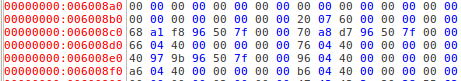 00000000:006008a0 00 00 00 00 00 00 00 00 00 00 00 00 00 00 00 00
00000000:006008b0 00 00 00 00 00 00 00 00 20 07 60 00 00 00 00 00
00000000:006008c0 68 a1 f8 96 50 7f 00 00 70 a8 d7 96 50 7f 00 00
00000000:006008d0 66 04 40 00 00 00 00 00 76 04 40 00 00 00 00 00
00000000:006008e0 40 97 9b 96 50 7f 00 00 96 04 40 00 00 00 00 00
00000000:006008f0 a6 04 40 00 00 00 00 00 b6 04 40 00 00 00 00 00